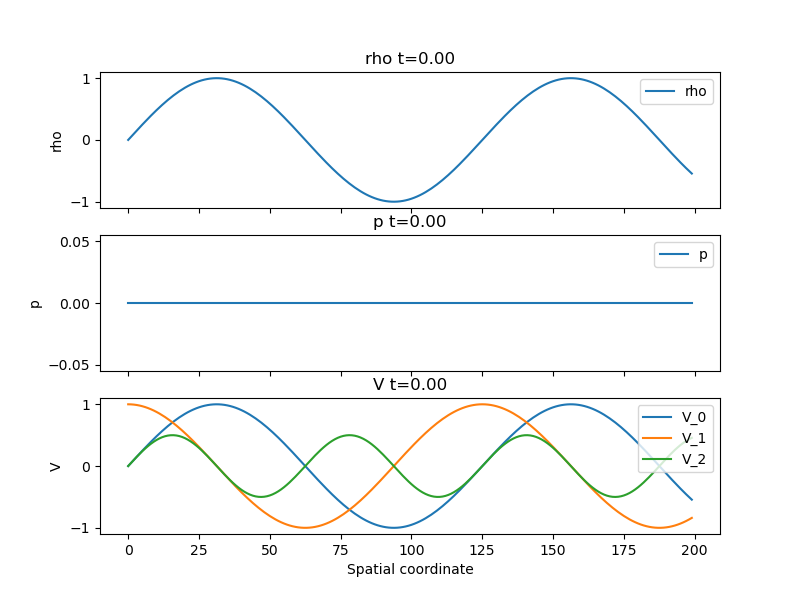 rho t=0.00
1
0
−1
rho
rho
p t=0.00
0.05
0.00
−0.05
p
p
V t=0.00
1
0
−1
V
V_0
V_1
V_2
0 25 50 75 100 125 150 175 200
Spatial coordinate